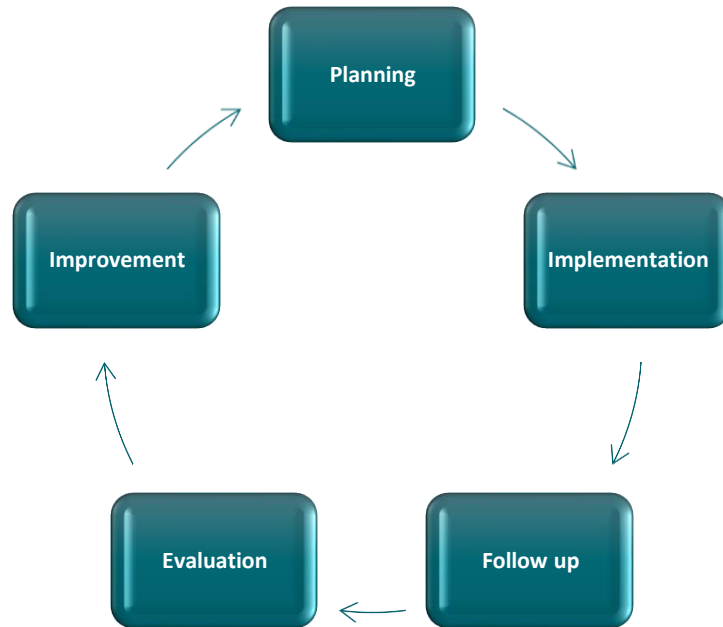 Planning
Implementation
Follow up
Evaluation
Improvement